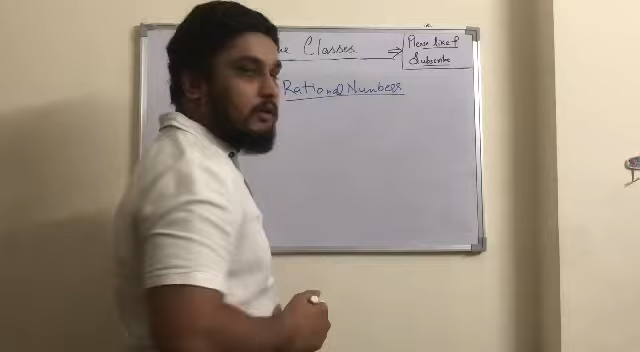 Classes
⇒
Please like &
Subscribe
Rational Numbers